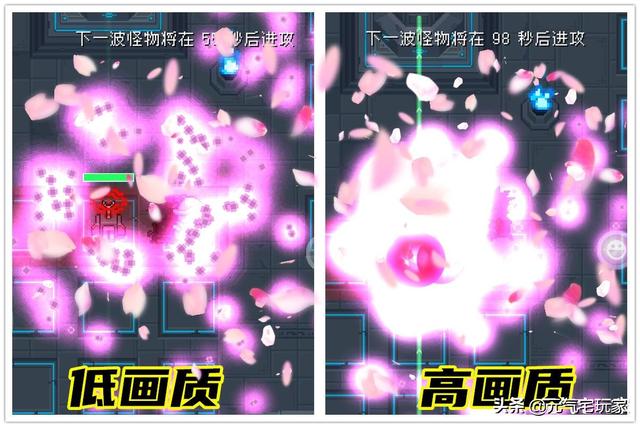 下一波怪物将在 55 秒后进攻
下一波怪物将在 98 秒后进攻
低画质
高画质
头条 @元气宅玩家